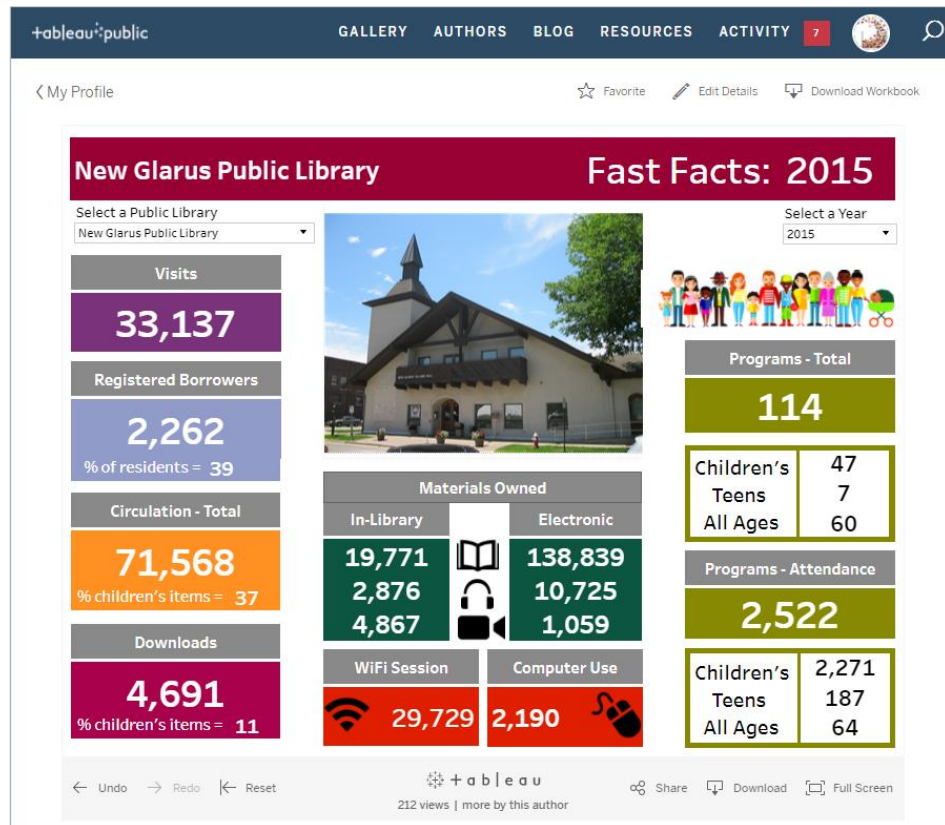 +ableau public
GALLERY AUTHORS BLOG RESOURCES ACTIVITY 7
My Profile
Favorite Edit Details Download Workbook
New Glarus Public Library Fast Facts: 2015
Select a Public Library
New Glarus Public Library
Select a Year
2015
Visits
33,137
Registered Borrowers
2,262
% of residents = 39
Circulation - Total
71,568
% children's items = 37
Downloads
4,691
% children's items = 11
Materials Owned
In-Library Electronic
19,771 138,839
2,876 10,725
4,867 1,059
WiFi Session Computer Use
29,729 2,190
Programs - Total
114
Children's 47
Teens 7
All Ages 60
Programs - Attendance
2,522
Children's 2,271
Teens 187
All Ages 64
Undo Redo Reset
+ableau
212 views | more by this author
Share Download Full Screen